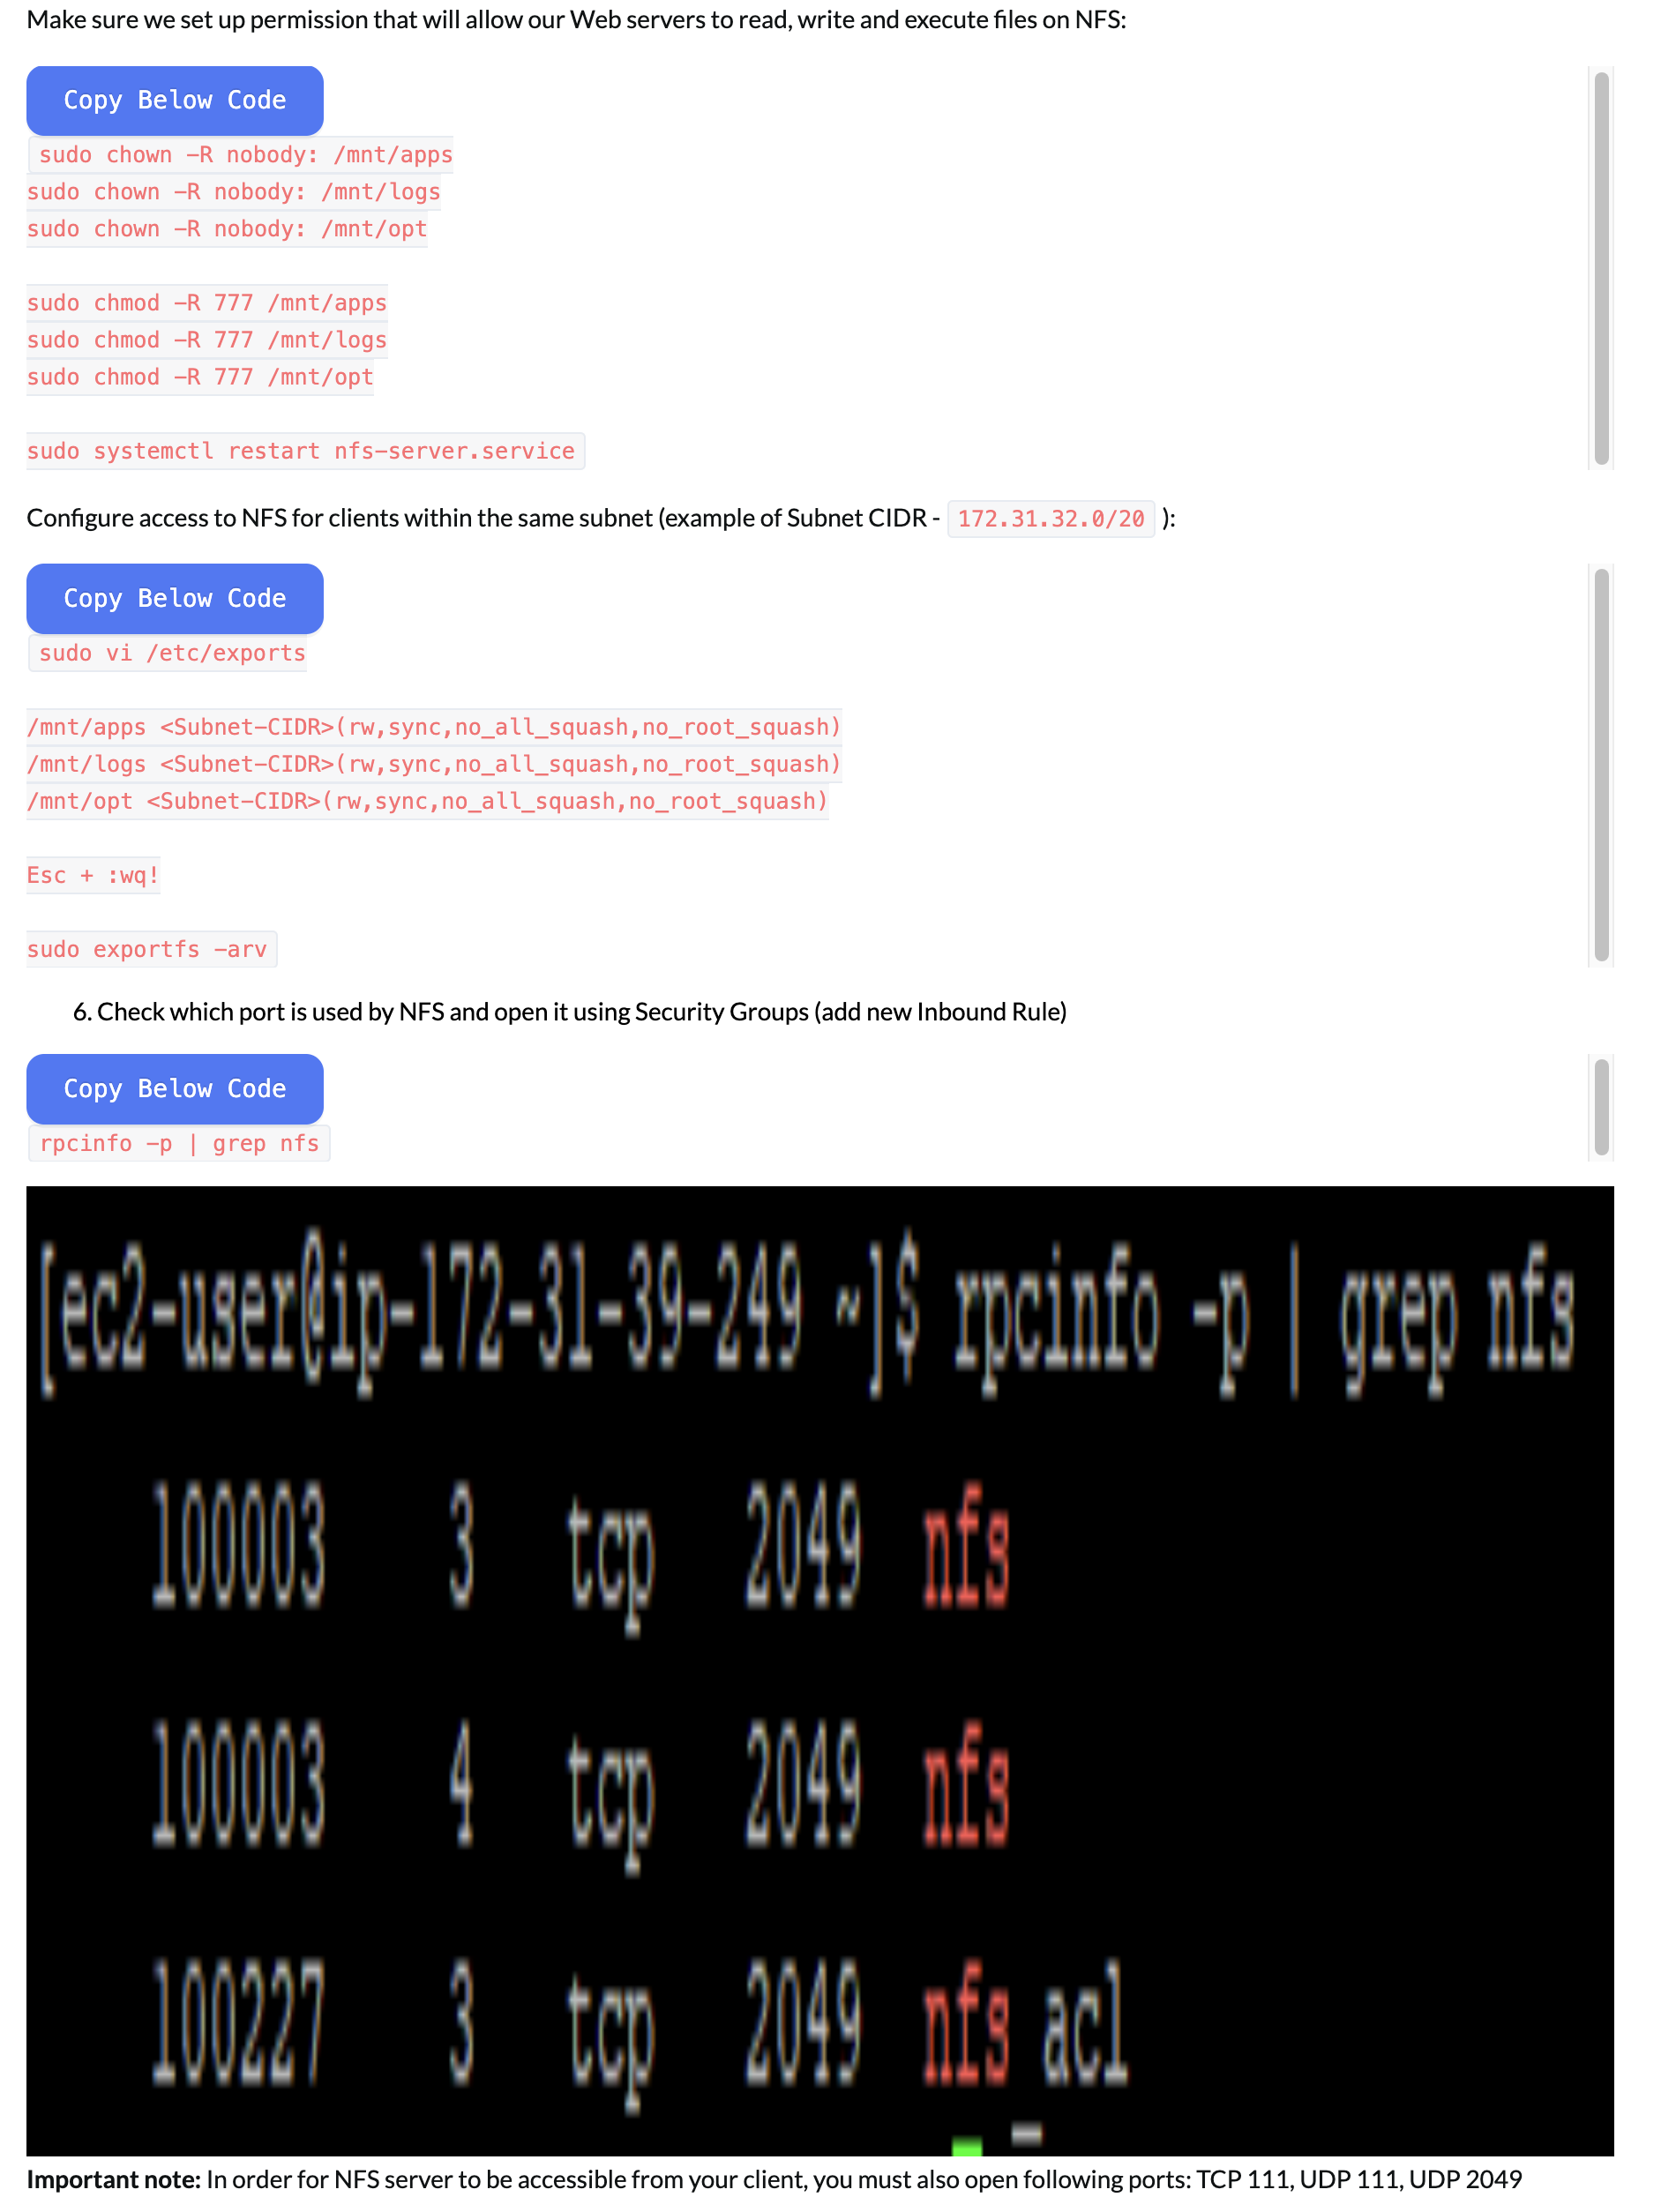 Make sure we set up permission that will allow our Web servers to read, write and execute files on NFS:
Copy Below Code
sudo chown -R nobody: /mnt/apps
sudo chown -R nobody: /mnt/logs
sudo chown -R nobody: /mnt/opt
sudo chmod -R 777 /mnt/apps
sudo chmod -R 777 /mnt/logs
sudo chmod -R 777 /mnt/opt
sudo systemctl restart nfs-server.service
Configure access to NFS for clients within the same subnet (example of Subnet CIDR - 172.31.32.0/20 ):
Copy Below Code
sudo vi /etc/exports
/mnt/apps <Subnet-CIDR>(rw,sync,no_all_squash,no_root_squash)
/mnt/logs <Subnet-CIDR>(rw,sync,no_all_squash,no_root_squash)
/mnt/opt <Subnet-CIDR>(rw,sync,no_all_squash,no_root_squash)
Esc + :wq!
sudo exportfs -arv
6. Check which port is used by NFS and open it using Security Groups (add new Inbound Rule)
Copy Below Code
rpcinfo -p | grep nfs
[ec2-user@ip-172-31-39-249 ~]$ rpcinfo -p | grep nfs
100003 3 tcp 2049 nfs
100003 4 tcp 2049 nfs
100227 3 tcp 2049 nfs_acl
Important note: In order for NFS server to be accessible from your client, you must also open following ports: TCP 111, UDP 111, UDP 2049